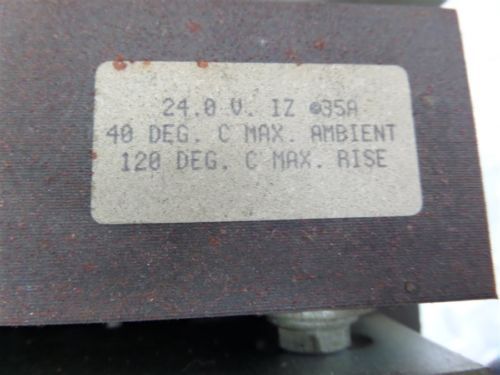 24.0 V. IZ @35A
40 DEG. C MAX. AMBIENT
120 DEG. C MAX. RISE